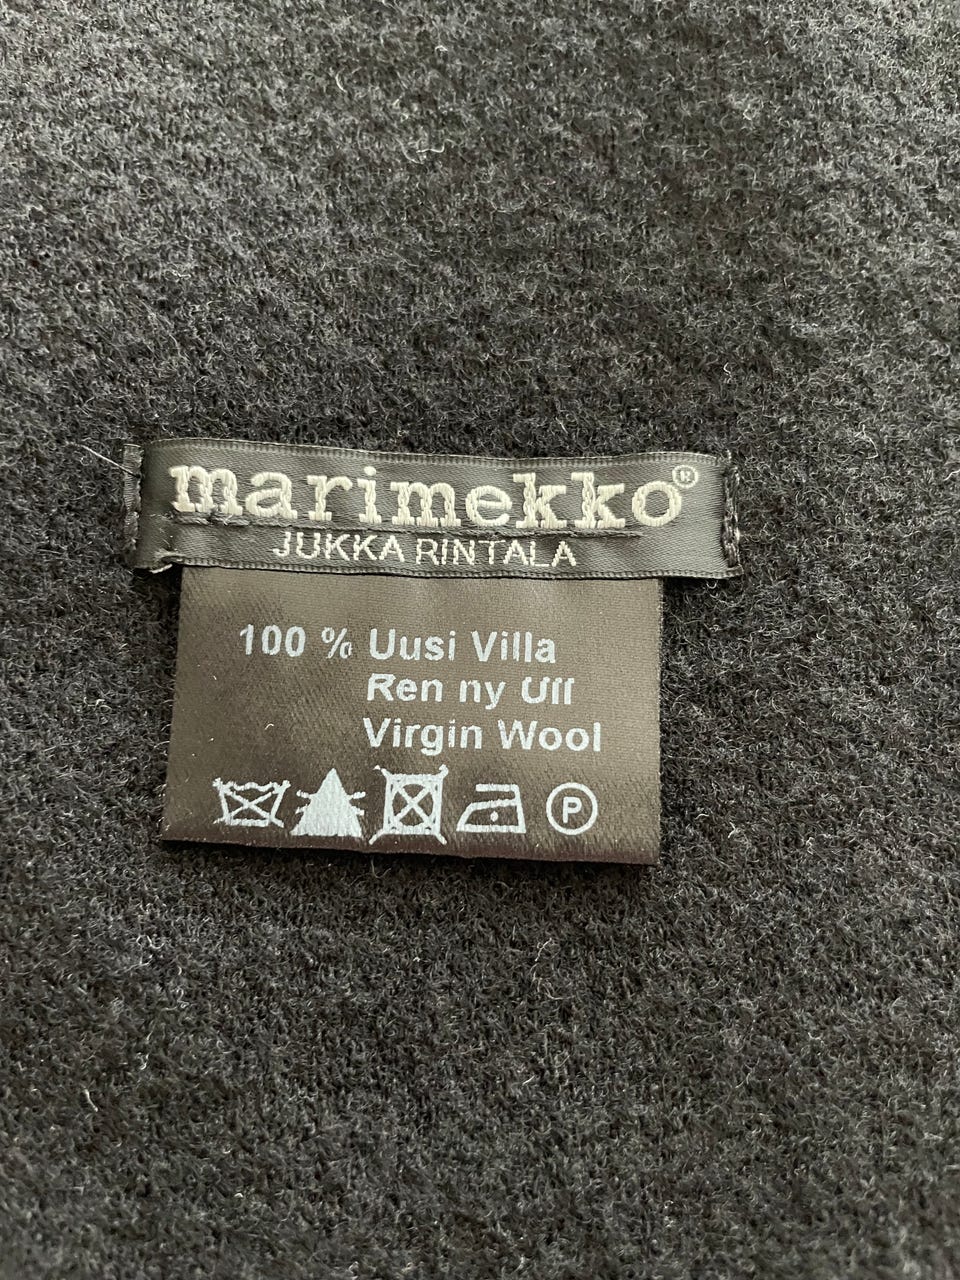 marimekko®
JUKKA RINTALA
100 % Uusi Villa
Ren ny Ull
Virgin Wool
P